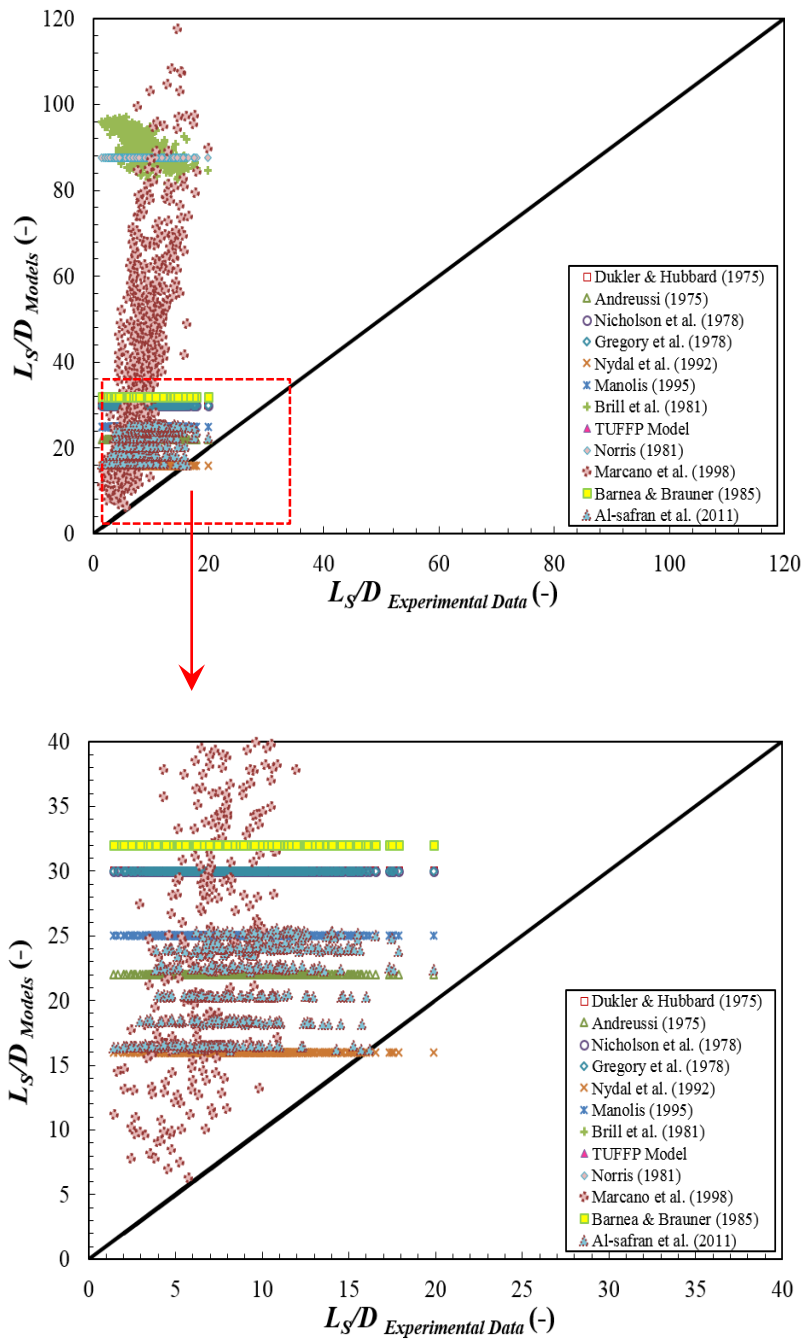 120
100
80
60
40
20
0
L_S/D Models (-)
Dukler & Hubbard (1975)
Andreussi (1975)
Nicholson et al. (1978)
Gregory et al. (1978)
Nydal et al. (1992)
Manolis (1995)
Brill et al. (1981)
TUFFP Model
Norris (1981)
Marcano et al. (1998)
Barnea & Brauner (1985)
Al-safran et al. (2011)
0 20 40 60 80 100 120
L_S/D Experimental Data (-)
40
35
30
25
20
15
10
5
0
L_S/D Models (-)
Dukler & Hubbard (1975)
Andreussi (1975)
Nicholson et al. (1978)
Gregory et al. (1978)
Nydal et al. (1992)
Manolis (1995)
Brill et al. (1981)
TUFFP Model
Norris (1981)
Marcano et al. (1998)
Barnea & Brauner (1985)
Al-safran et al. (2011)
0 5 10 15 20 25 30 35 40
L_S/D Experimental Data (-)